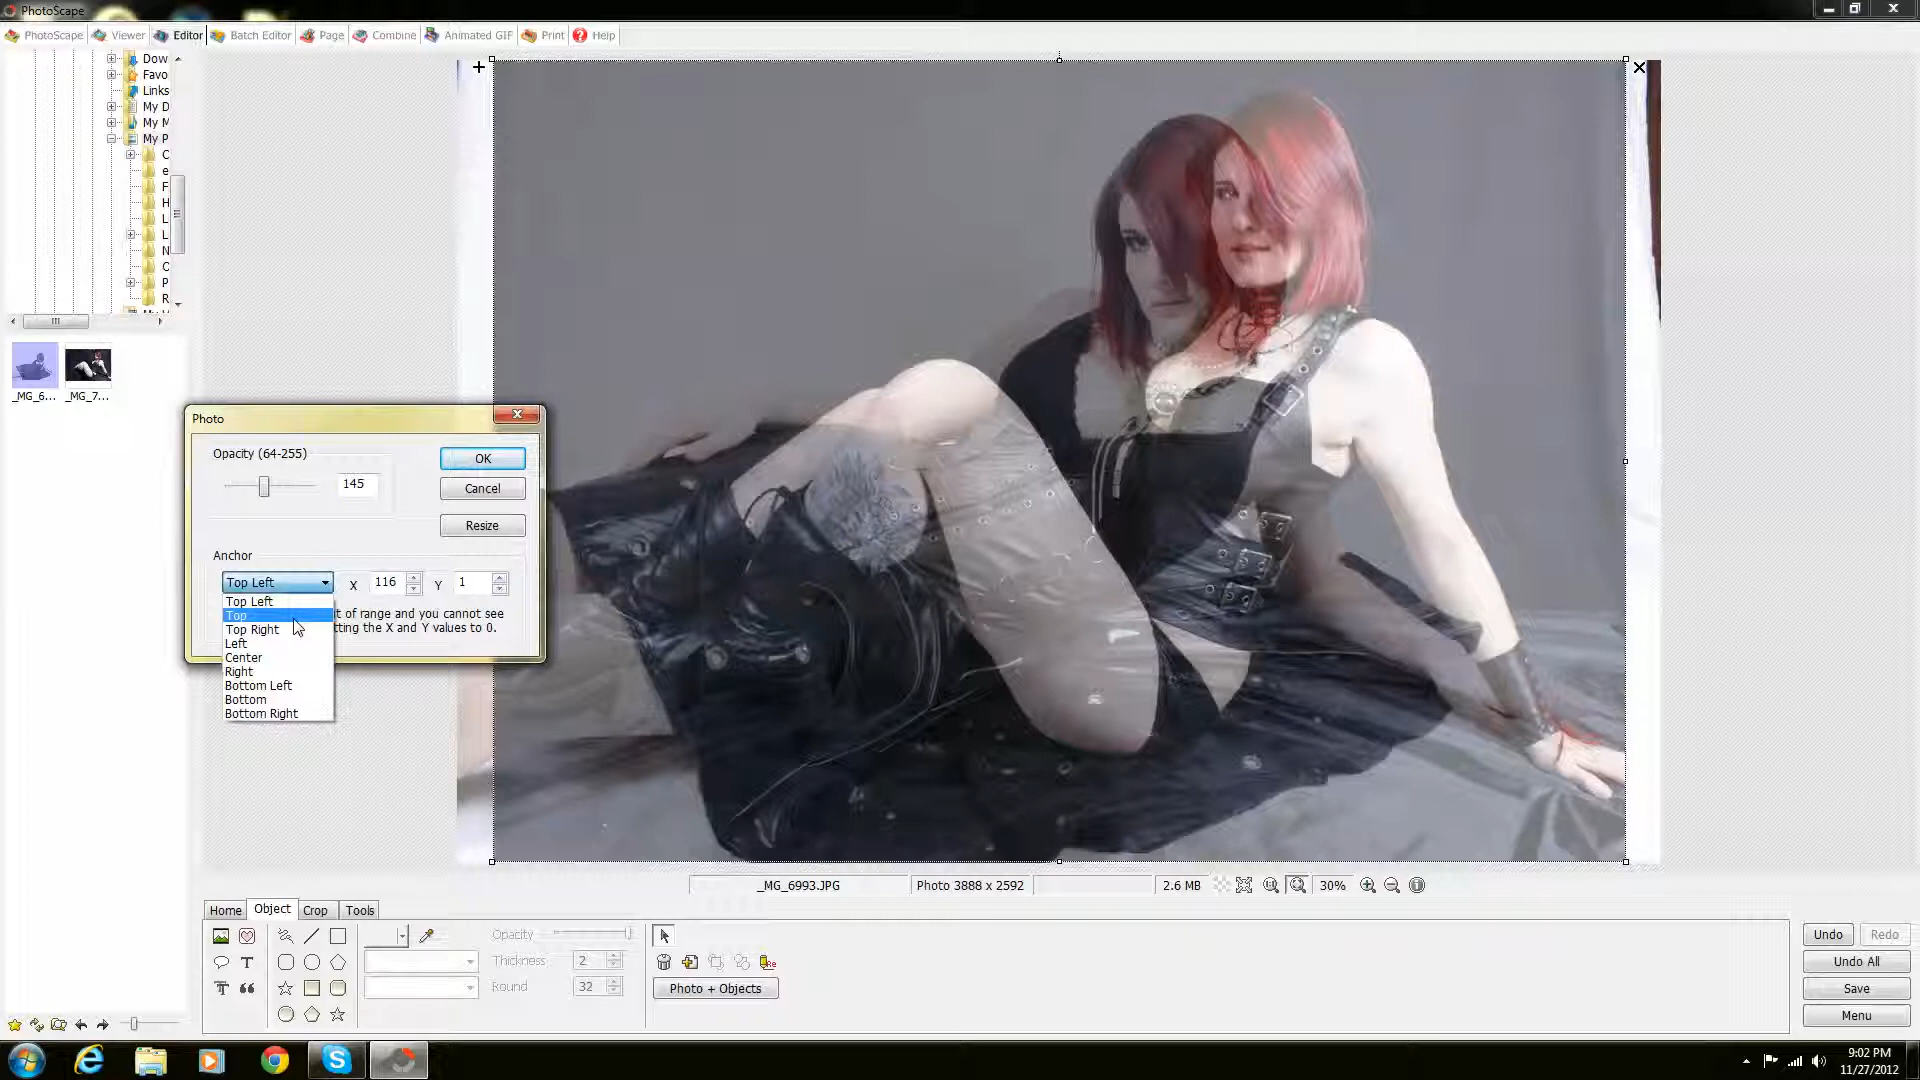 PhotoScape
PhotoScape Viewer Editor Batch Editor Page Combine Animated GIF Print Help
Dow
Favo
Links
My D
My M
My P
C
e
F
H
L
L
N
O
P
R
_MG_6... _MG_7...
Photo
Opacity (64-255)
145
OK
Cancel
Resize
Anchor
Top Left X 116 Y 1
Top Left
Top
Top Right
Left
Center
Right
Bottom Left
Bottom
Bottom Right
t of range and you cannot see
tting the X and Y values to 0.
_MG_6993.JPG Photo 3888 x 2592 2.6 MB 30%
Home Object Crop Tools
Opacity
Thickness 2
Round 32
T
T
Re
Photo + Objects
Undo Redo
Undo All
Save
Menu
9:02 PM
11/27/2012